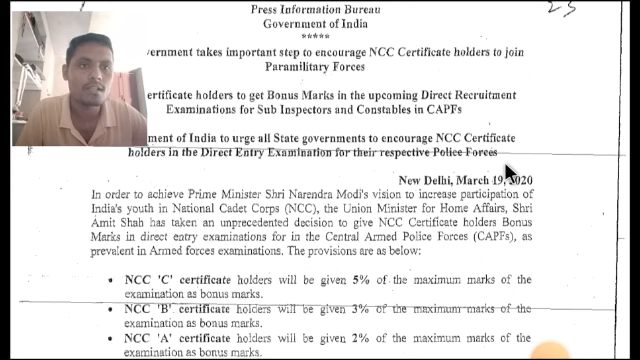 Press Information Bureau
Government of India
*****
vernment takes important step to encourage NCC Certificate holders to join
Paramilitary Forces
ertificate holders to get Bonus Marks in the upcoming Direct Recruitment
Examinations for Sub Inspectors and Constables in CAPFs
ment of India to urge all State governments to encourage NCC Certificate
holders in the Direct Entry Examination for their respective Police Forces
New Delhi, March 19, 2020
In order to achieve Prime Minister Shri Narendra Modi's vision to increase participation of
India's youth in National Cadet Corps (NCC), the Union Minister for Home Affairs, Shri
Amit Shah has taken an unprecedented decision to give NCC Certificate holders Bonus
Marks in direct entry examinations for in the Central Armed Police Forces (CAPFs), as
prevalent in Armed forces examinations. The provisions are as below:
• NCC 'C' certificate holders will be given 5% of the maximum marks of the
examination as bonus marks.
• NCC 'B' certificate holders will be given 3% of the maximum marks of the
examination as bonus marks.
• NCC 'A' certificate holders will be given 2% of the maximum marks of the
examination as bonus marks.